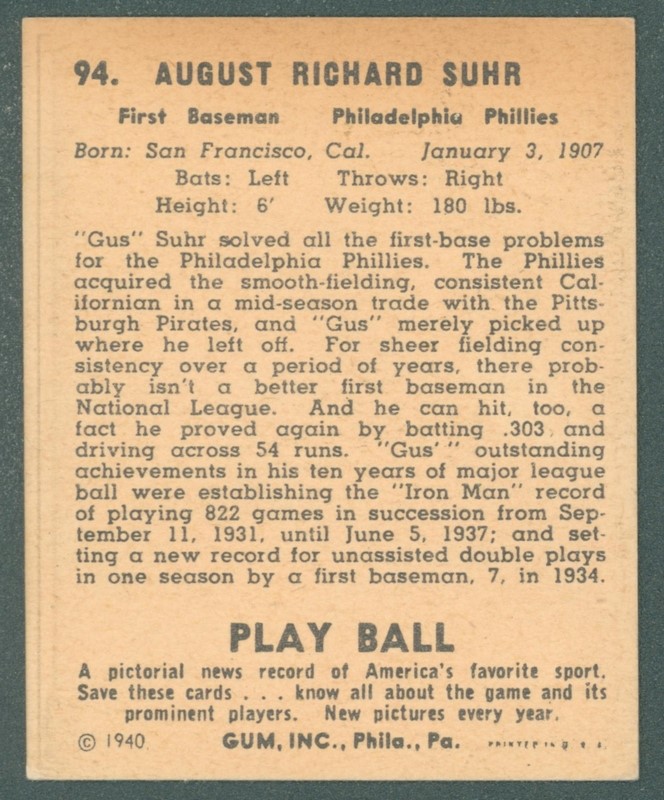 94. AUGUST RICHARD SUHR
First Baseman Philadelphia Phillies
Born: San Francisco, Cal. January 3, 1907
Bats: Left Throws: Right
Height: 6' Weight: 180 lbs.
"Gus" Suhr solved all the first-base problems
for the Philadelphia Phillies. The Phillies
acquired the smooth-fielding, consistent Cal-
ifornian in a mid-season trade with the Pitts-
burgh Pirates, and "Gus" merely picked up
where he left off. For sheer fielding con-
sistency over a period of years, there prob-
ably isn't a better first baseman in the
National League. And he can hit, too, a
fact he proved again by batting .303 and
driving across 54 runs. "Gus'" outstanding
achievements in his ten years of major league
ball were establishing the "Iron Man" record
of playing 822 games in succession from Sep-
tember 11, 1931, until June 5, 1937; and set-
ting a new record for unassisted double plays
in one season by a first baseman, 7, in 1934.
PLAY BALL
A pictorial news record of America's favorite sport.
Save these cards . . . know all about the game and its
prominent players. New pictures every year.
© 1940 GUM, INC., Phila., Pa. PRINTED IN